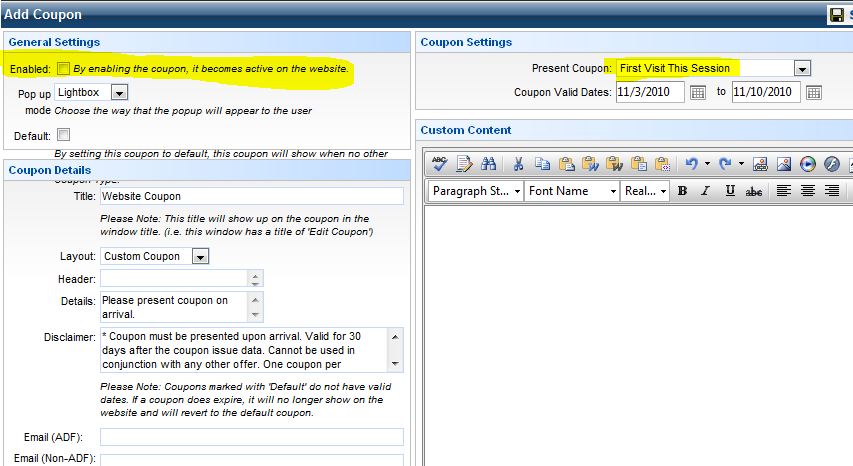 Add Coupon
General Settings
Enabled: By enabling the coupon, it becomes active on the website.
Pop up Lightbox
mode Choose the way that the popup will appear to the user
Default:
By setting this coupon to default, this coupon will show when no other
Coupon Details
Coupon Type:
Title: Website Coupon
Please Note: This title will show up on the coupon in the
window title. (i.e. this window has a title of 'Edit Coupon')
Layout: Custom Coupon
Header:
Details: Please present coupon on
arrival.
Disclaimer: * Coupon must be presented upon arrival. Valid for 30
days after the coupon issue data. Cannot be used in
conjunction with any other offer. One coupon per
Please Note: Coupons marked with 'Default' do not have valid
dates. If a coupon does expire, it will no longer show on the
website and will revert to the default coupon.
Email (ADF):
Email (Non-ADF):
Coupon Settings
Present Coupon: First Visit This Session
Coupon Valid Dates: 11/3/2010 to 11/10/2010
Custom Content
ABC
Paragraph St... Font Name Real... B I U abc